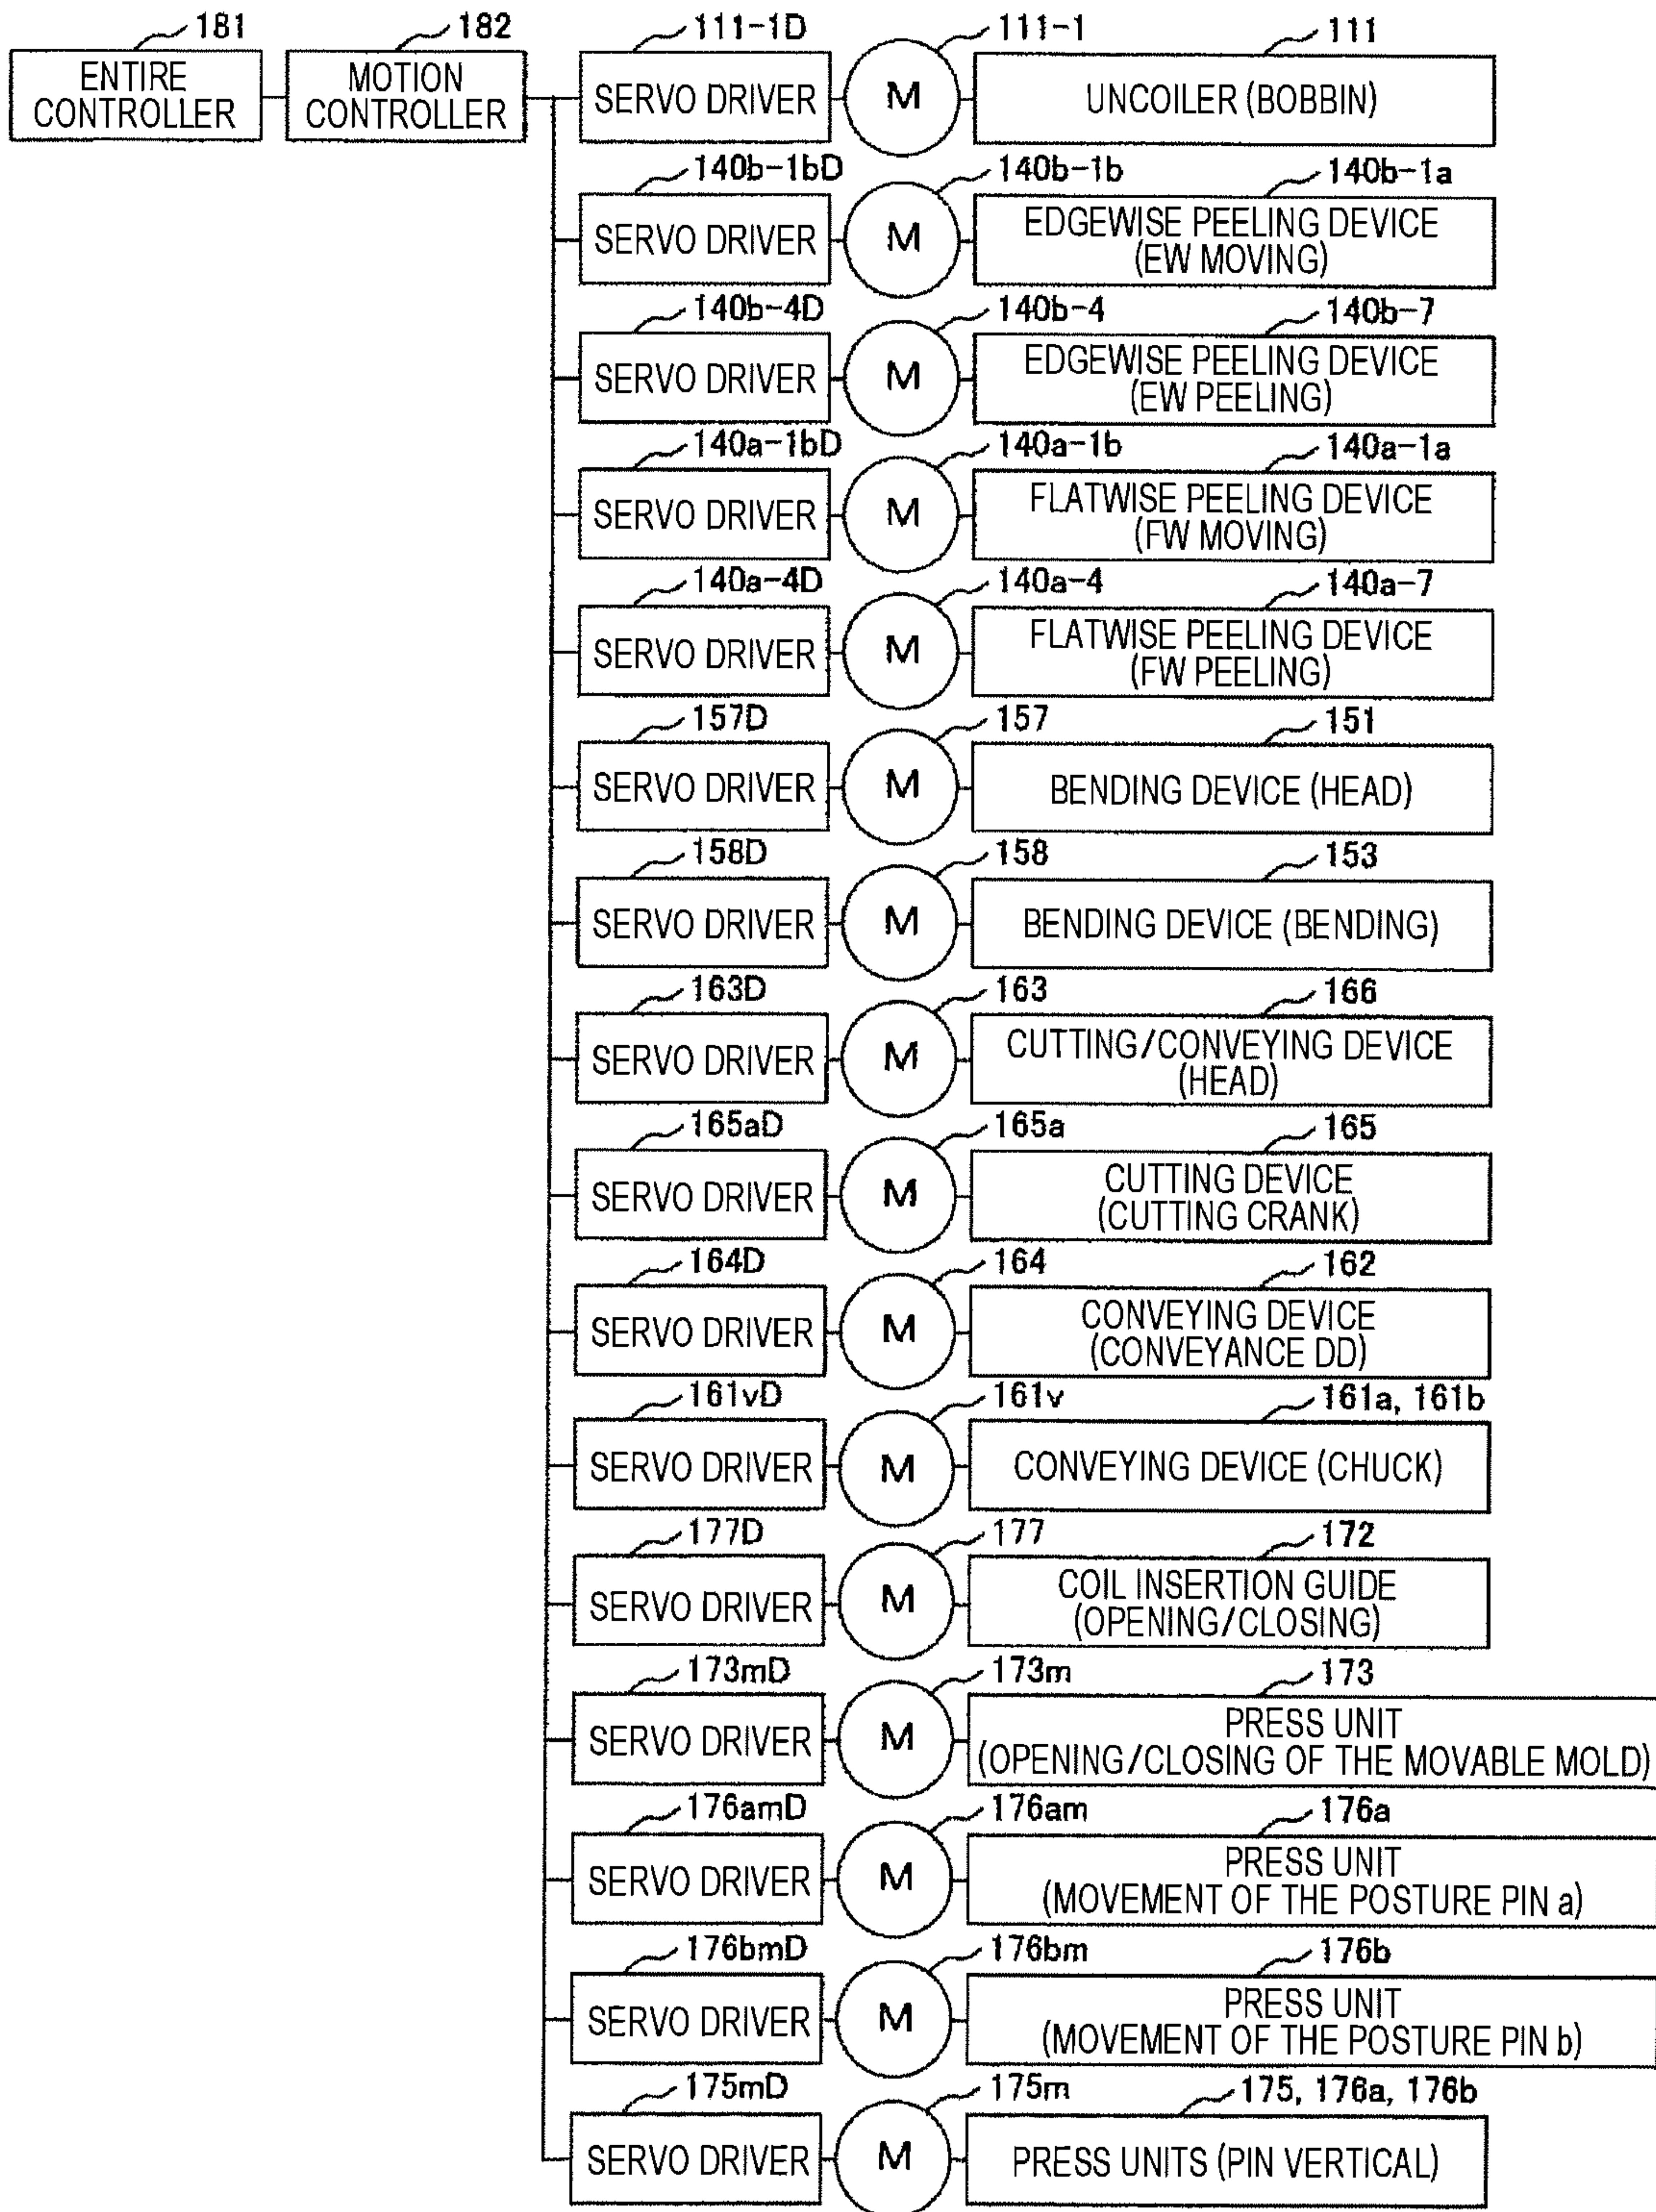 181
182
111-1D
111-1
111
ENTIRE
CONTROLLER
MOTION
CONTROLLER
SERVO DRIVER
M
UNCOILER (BOBBIN)
140b-1bD
140b-1b
140b-1a
SERVO DRIVER
M
EDGEWISE PEELING DEVICE
(EW MOVING)
140b-4D
140b-4
140b-7
SERVO DRIVER
M
EDGEWISE PEELING DEVICE
(EW PEELING)
140a-1bD
140a-1b
140a-1a
SERVO DRIVER
M
FLATWISE PEELING DEVICE
(FW MOVING)
140a-4D
140a-4
140a-7
SERVO DRIVER
M
FLATWISE PEELING DEVICE
(FW PEELING)
157D
157
151
SERVO DRIVER
M
BENDING DEVICE (HEAD)
158D
158
153
SERVO DRIVER
M
BENDING DEVICE (BENDING)
163D
163
166
SERVO DRIVER
M
CUTTING/CONVEYING DEVICE
(HEAD)
165aD
165a
165
SERVO DRIVER
M
CUTTING DEVICE
(CUTTING CRANK)
164D
164
162
SERVO DRIVER
M
CONVEYING DEVICE
(CONVEYANCE DD)
161vD
161v
161a, 161b
SERVO DRIVER
M
CONVEYING DEVICE (CHUCK)
177D
177
172
SERVO DRIVER
M
COIL INSERTION GUIDE
(OPENING/CLOSING)
173mD
173m
173
SERVO DRIVER
M
PRESS UNIT
(OPENING/CLOSING OF THE MOVABLE MOLD)
176amD
176am
176a
SERVO DRIVER
M
PRESS UNIT
(MOVEMENT OF THE POSTURE PIN a)
176bmD
176bm
176b
SERVO DRIVER
M
PRESS UNIT
(MOVEMENT OF THE POSTURE PIN b)
175mD
175m
175, 176a, 176b
SERVO DRIVER
M
PRESS UNITS (PIN VERTICAL)